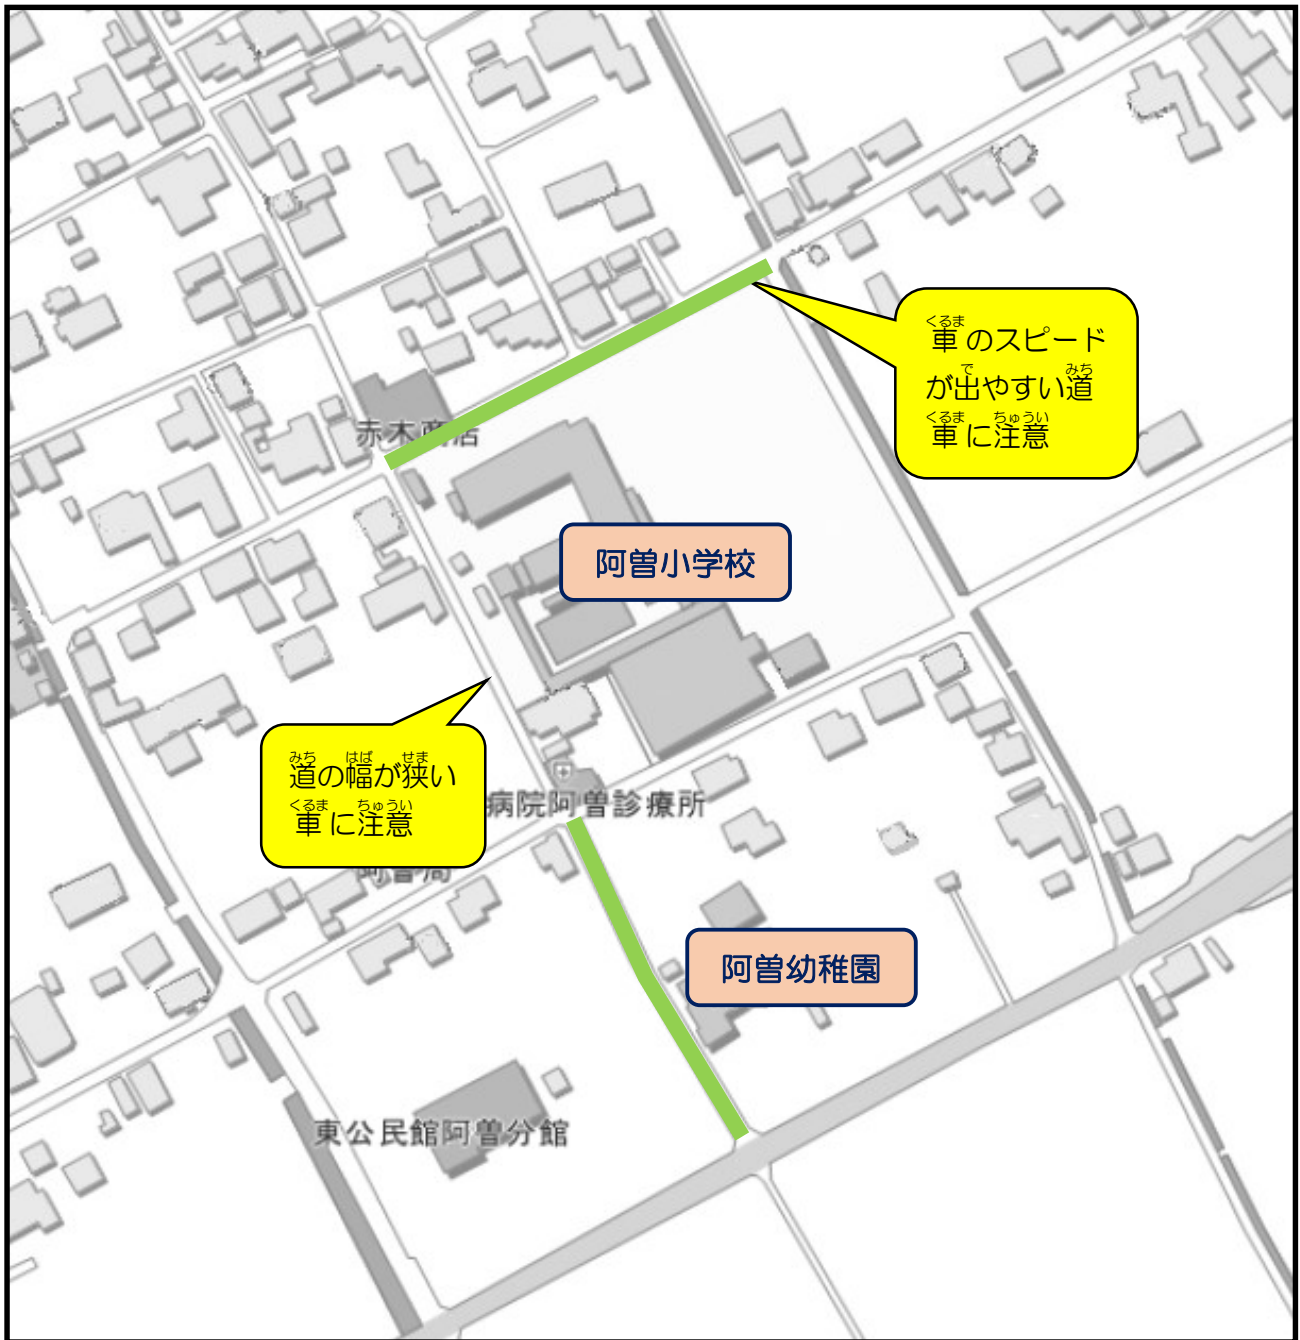 車のスピード
が出やすい道
車に注意
赤木商店
阿曽小学校
道の幅が狭い
車に注意
病院阿曽診療所
阿曽幼稚園
東公民館阿曽分館